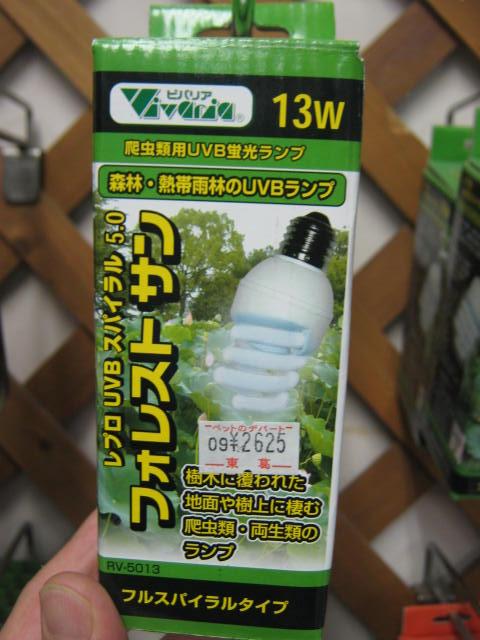 ビバリア
Vivaria®
13W
爬虫類用UVB蛍光ランプ
森林・熱帯雨林のUVBランプ
レプロ UVB スパイラル 5.0
フォレスト サン
ペットのデパート
09¥2625
東葛
樹木に覆われた
地面や樹上に棲む
爬虫類・両生類の
ランプ
RV-5013
フルスパイラルタイプ